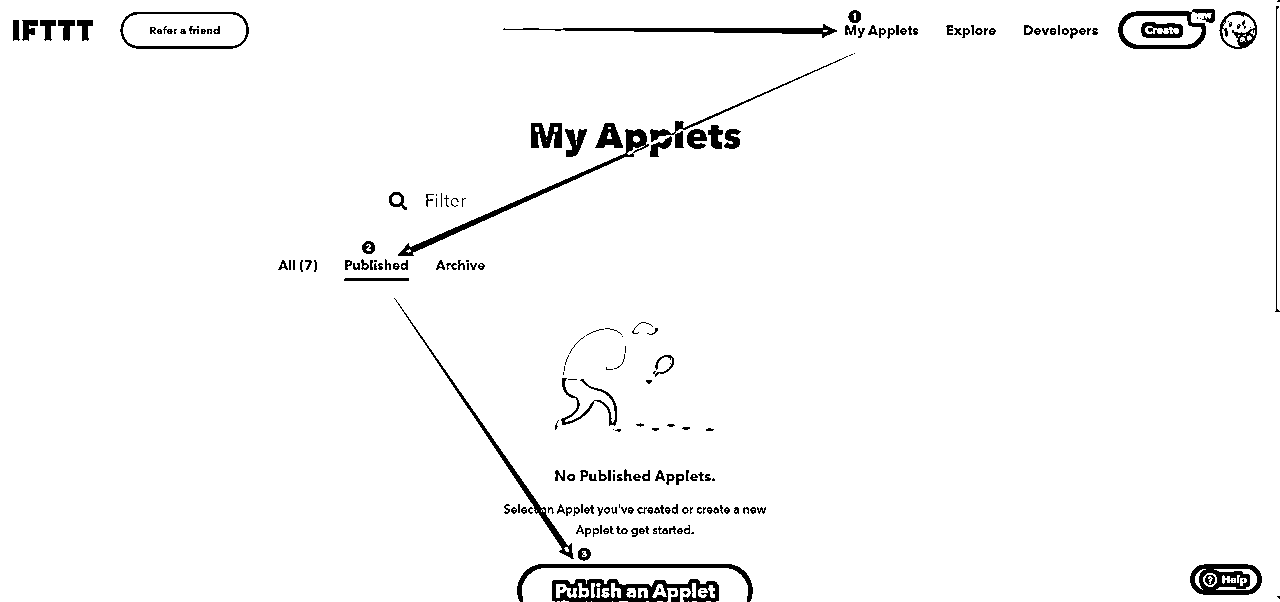 IFTTT
Refer a friend
1
My Applets
Explore
Developers
Create
NEW
My Applets
Filter
2
All (7)
Published
Archive
No Published Applets.
Select an Applet you've created or create a new
Applet to get started.
3
Publish an Applet
? Help